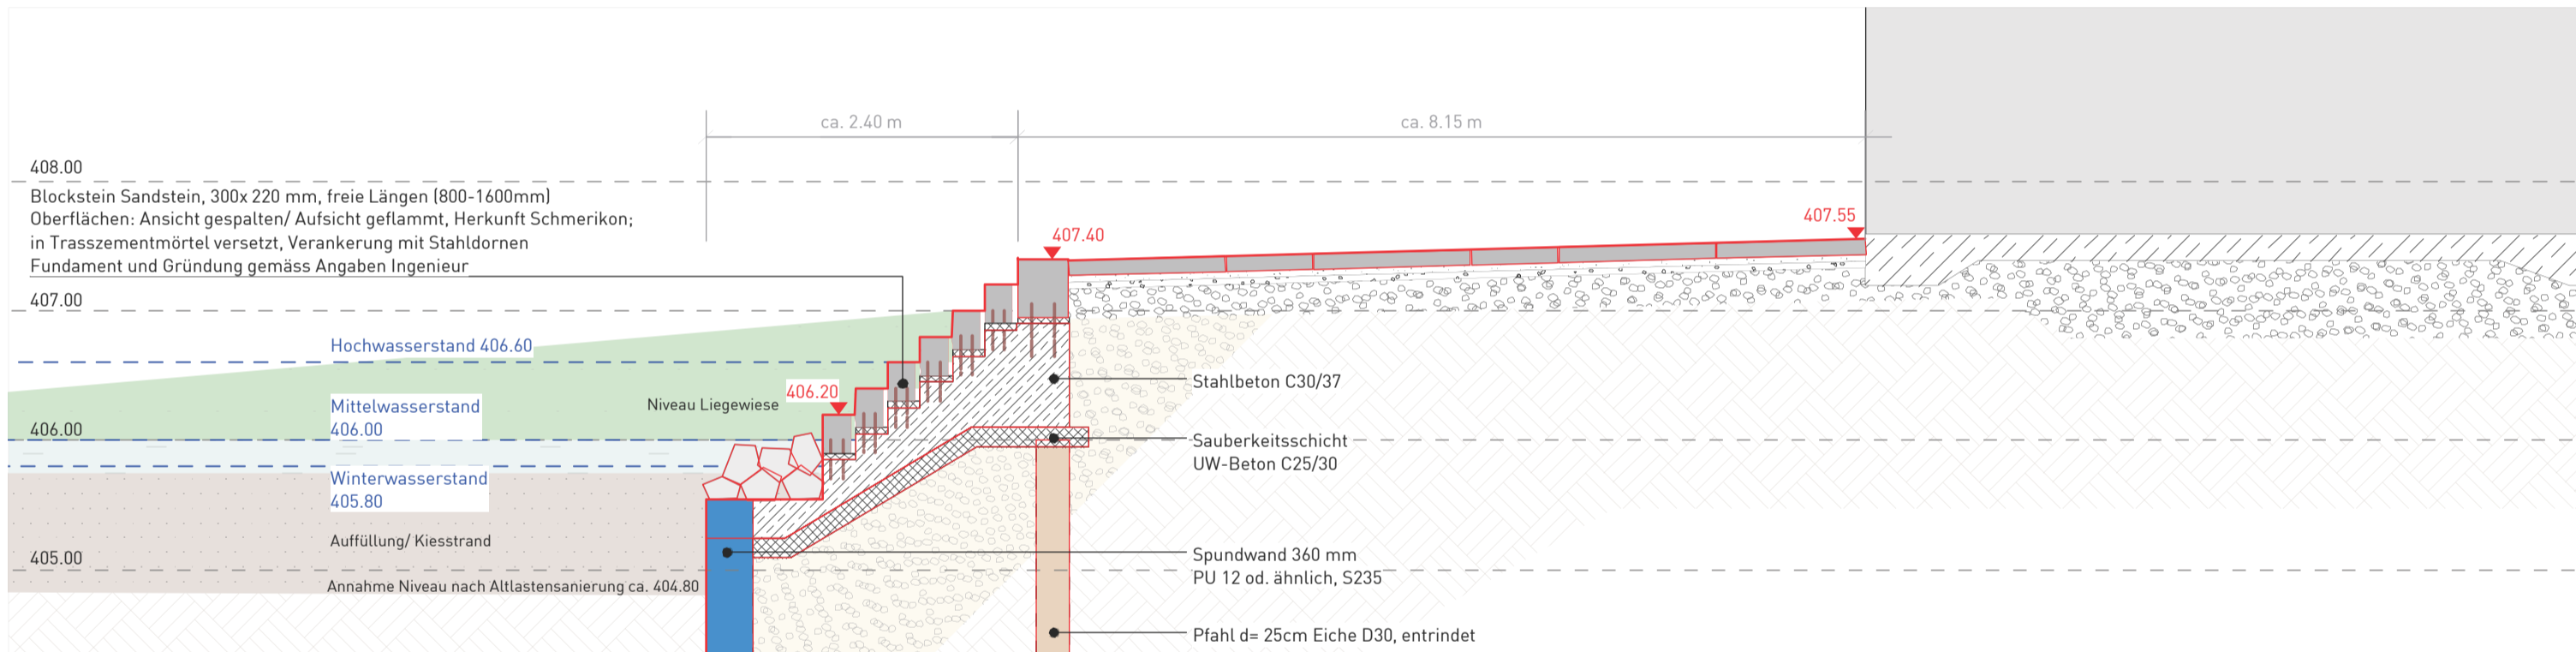 ca. 2.40 m
ca. 8.15 m
408.00
Blockstein Sandstein, 300x 220 mm, freie Längen (800-1600mm)
Oberflächen: Ansicht gespalten/ Aufsicht geflammt, Herkunft Schmerikon;
in Trasszementmörtel versetzt, Verankerung mit Stahldornen
Fundament und Gründung gemäss Angaben Ingenieur
407.40
407.55
407.00
Hochwasserstand 406.60
406.20
Niveau Liegewiese
Mittelwasserstand
406.00
406.00
Winterwasserstand
405.80
Auffüllung/ Kiesstrand
405.00
Annahme Niveau nach Altlastensanierung ca. 404.80
Stahlbeton C30/37
Sauberkeitsschicht
UW-Beton C25/30
Spundwand 360 mm
PU 12 od. ähnlich, S235
Pfahl d= 25cm Eiche D30, entrindet